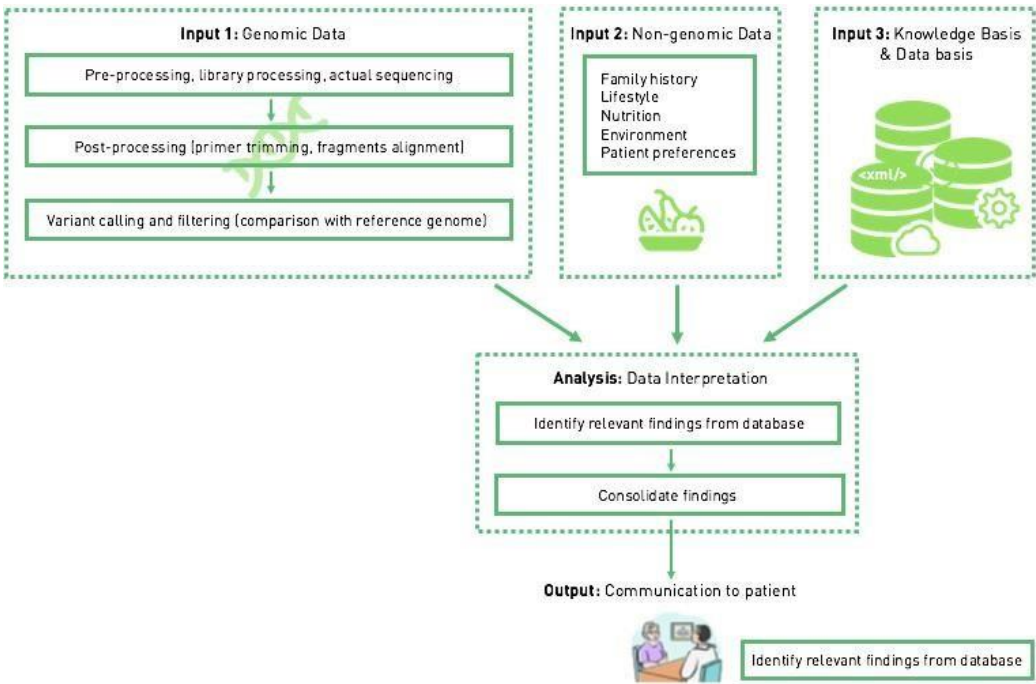 Input 1: Genomic Data
Pre-processing, library processing, actual sequencing
Post-processing (primer trimming, fragments alignment)
Variant calling and filtering (comparison with reference genome)
Input 2: Non-genomic Data
Family history
Lifestyle
Nutrition
Environment
Patient preferences
Input 3: Knowledge Basis
& Data basis
<xml/>
Analysis: Data Interpretation
Identify relevant findings from database
Consolidate findings
Output: Communication to patient
Identify relevant findings from database